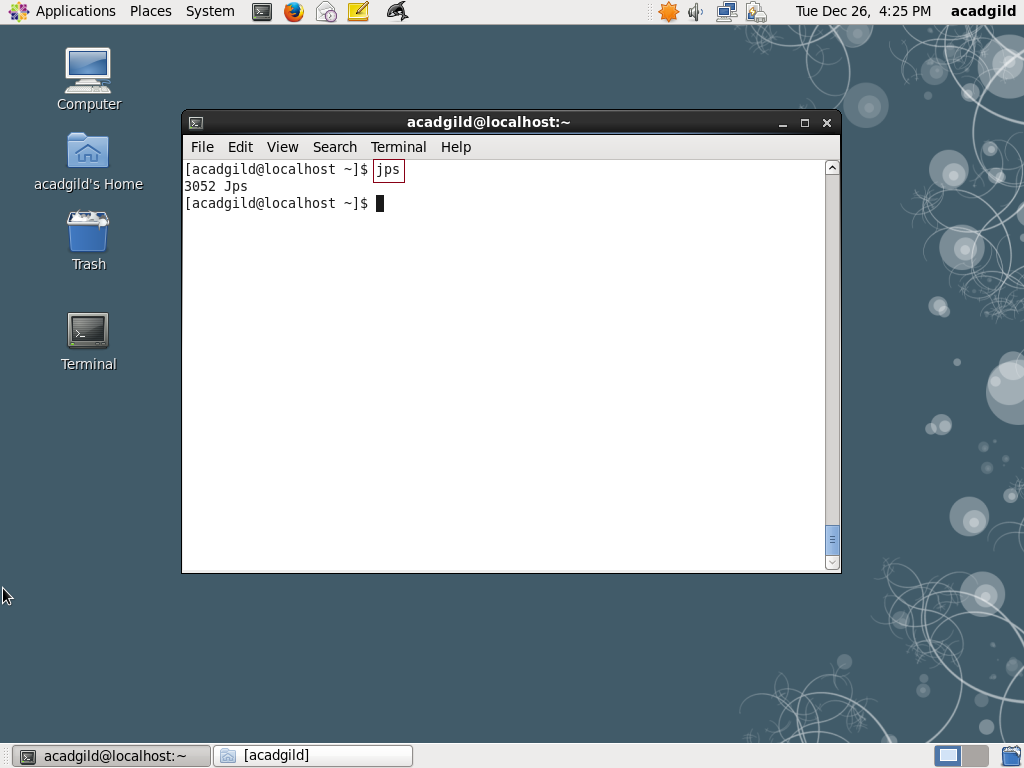 Applications Places System Tue Dec 26, 4:25 PM acadgild
Computer
acadgild's Home
Trash
Terminal
acadgild@localhost:~
File Edit View Search Terminal Help
[acadgild@localhost ~]$ jps
3052 Jps
[acadgild@localhost ~]$
acadgild@localhost:~ [acadgild]